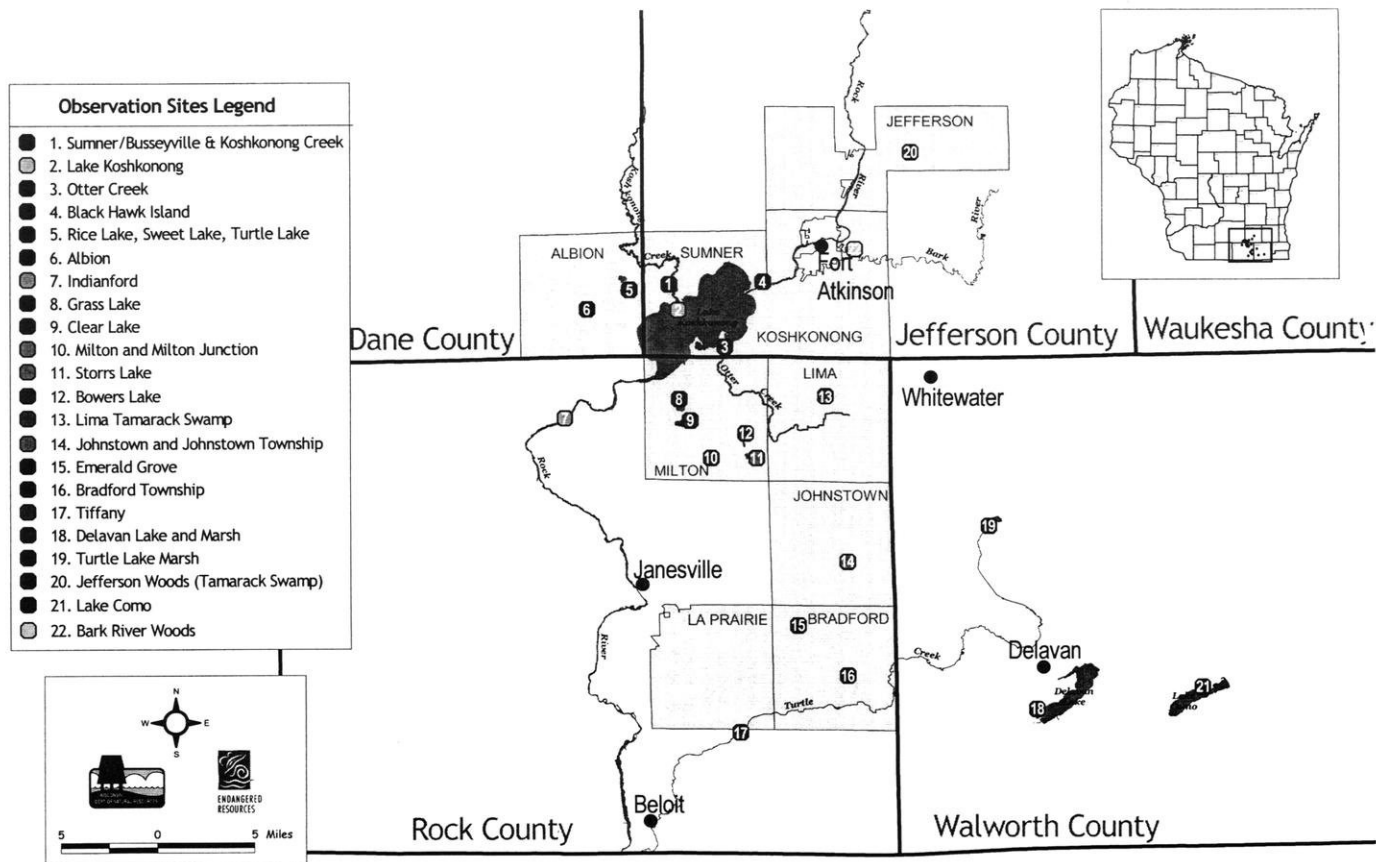 Observation Sites Legend
1. Sumner/Busseyville & Koshkonong Creek
2. Lake Koshkonong
3. Otter Creek
4. Black Hawk Island
5. Rice Lake, Sweet Lake, Turtle Lake
6. Albion
7. Indianford
8. Grass Lake
9. Clear Lake
10. Milton and Milton Junction
11. Storrs Lake
12. Bowers Lake
13. Lima Tamarack Swamp
14. Johnstown and Johnstown Township
15. Emerald Grove
16. Bradford Township
17. Tiffany
18. Delavan Lake and Marsh
19. Turtle Lake Marsh
20. Jefferson Woods (Tamarack Swamp)
21. Lake Como
22. Bark River Woods
N
W E
S
ENDANGERED
RESOURCES
5 0 5 Miles
Rock
River
JEFFERSON
20
Koshkonong
Creek
ALBION
SUMNER
5
1
4
6
2
3
Fort
Atkinson
22
Bark
River
KOSHKONONG
Dane County
Jefferson County
Waukesha County
Otter
Creek
LIMA
13
Whitewater
7
8
9
12
10
11
MILTON
Rock
River
JOHNSTOWN
14
19
Janesville
LA PRAIRIE
15
BRADFORD
16
Turtle
Creek
17
Delavan
Delavan
Lake
18
21
Beloit
Rock County
Walworth County